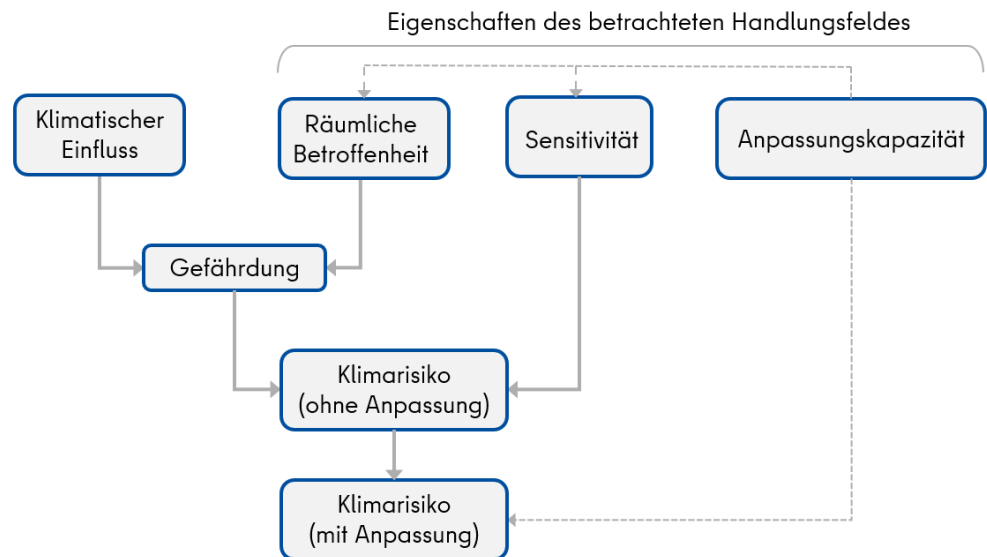 Eigenschaften des betrachteten Handlungsfeldes
Klimatischer
Einfluss
Räumliche
Betroffenheit
Sensitivität
Anpassungskapazität
Gefährdung
Klimarisiko
(ohne Anpassung)
Klimarisiko
(mit Anpassung)